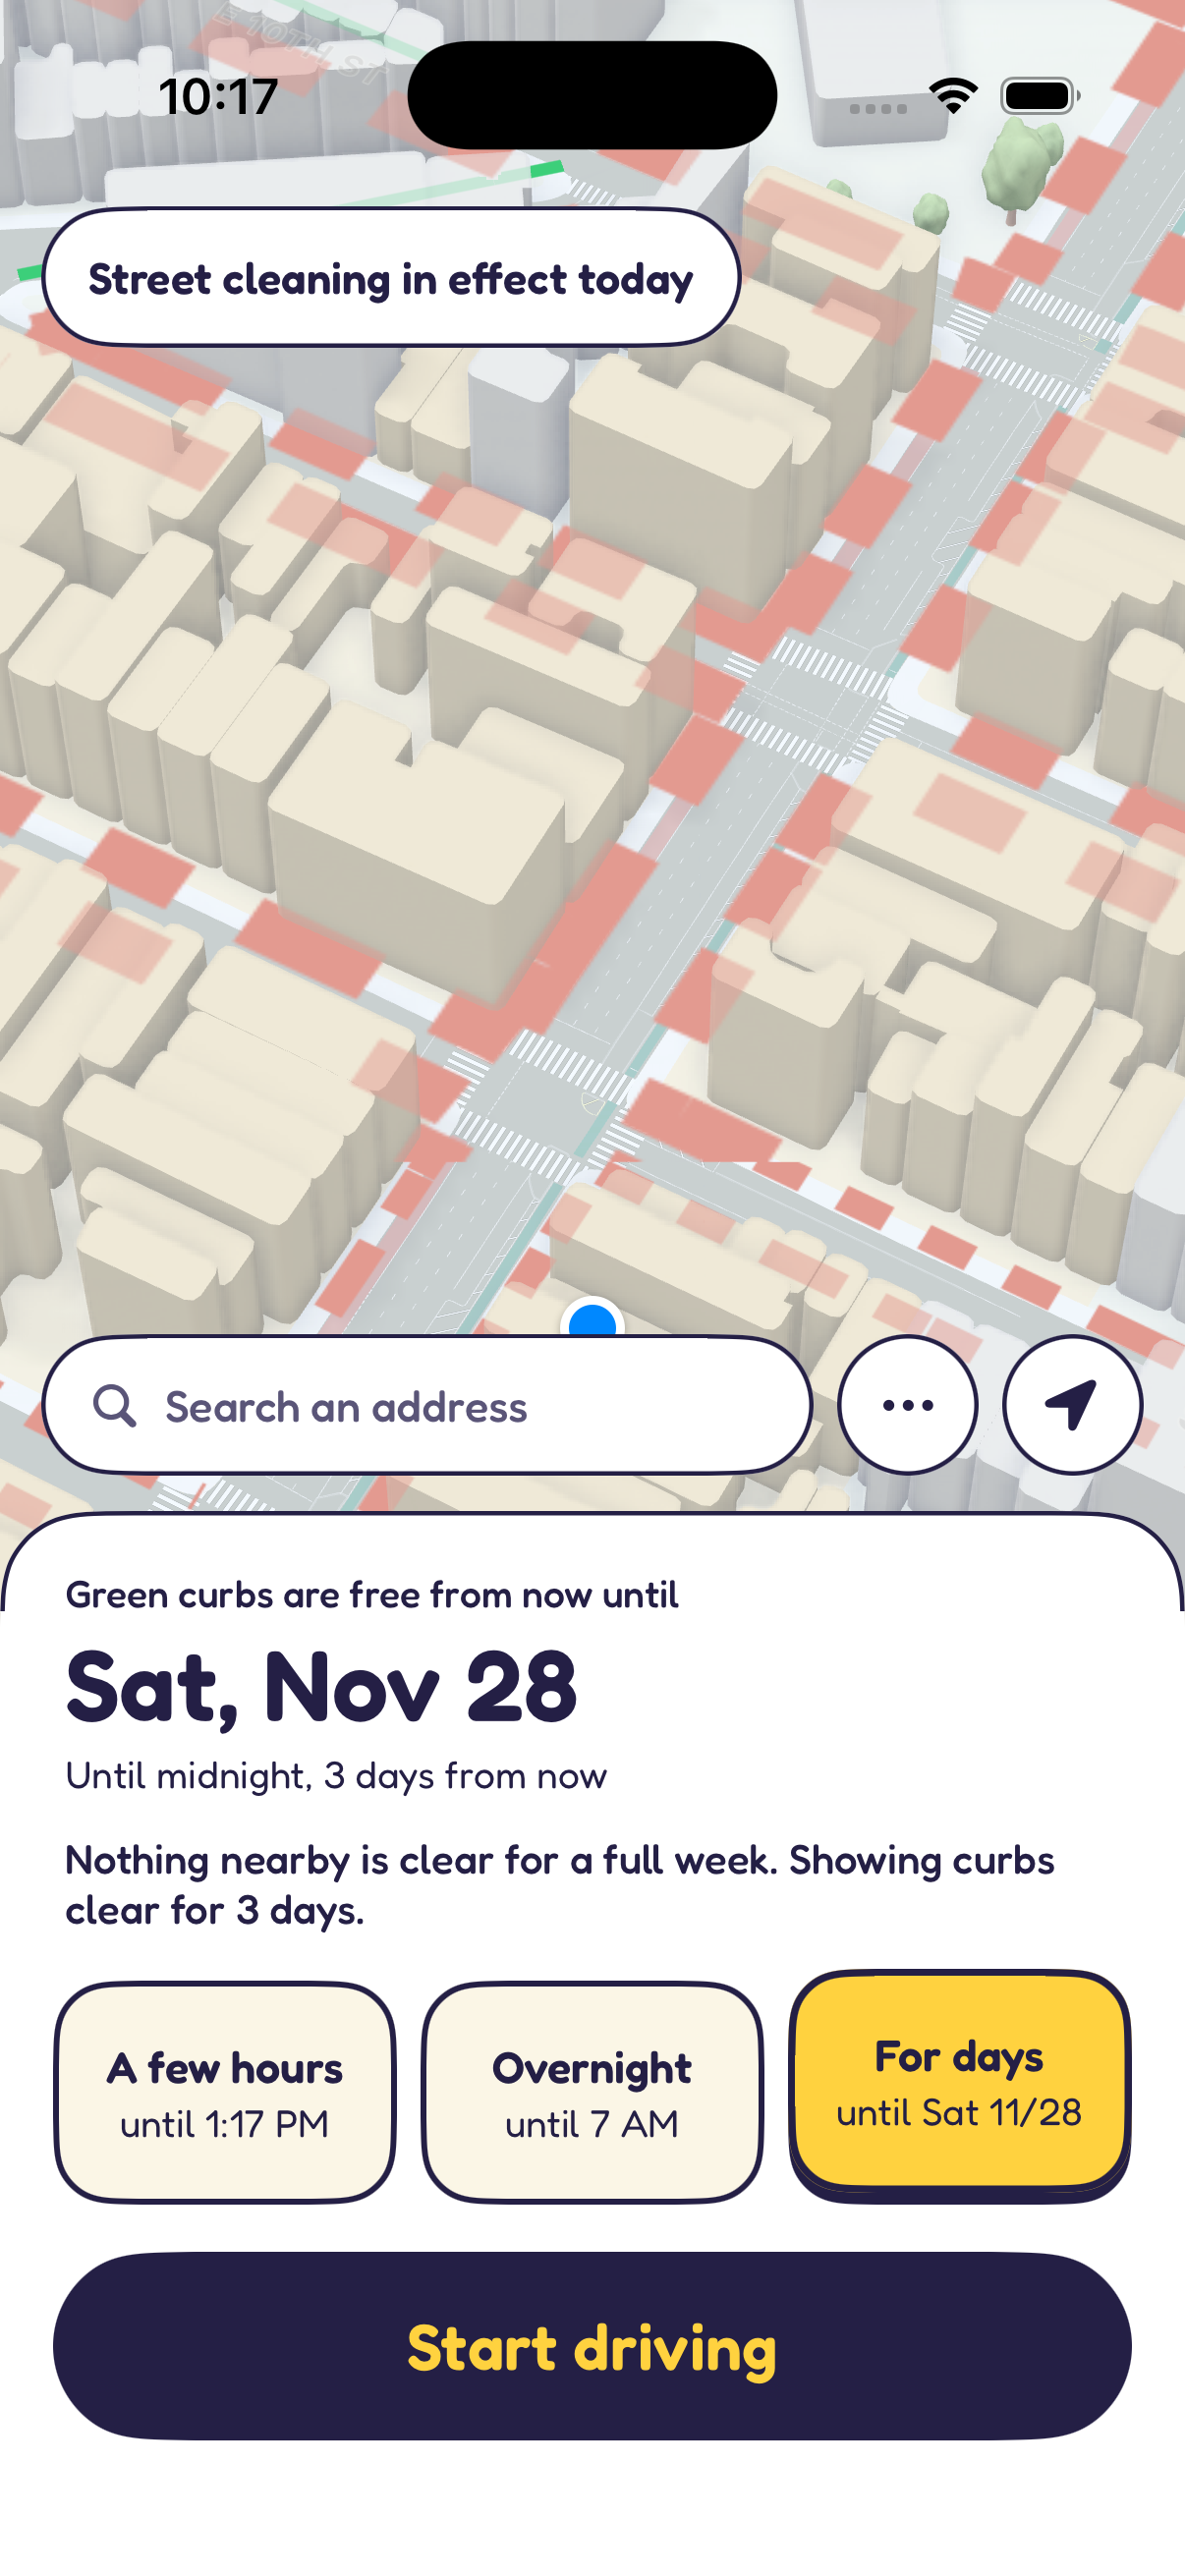 E 10TH ST
10:17
Street cleaning in effect today
Search an address
Green curbs are free from now until
Sat, Nov 28
Until midnight, 3 days from now
Nothing nearby is clear for a full week. Showing curbs
clear for 3 days.
A few hours
until 1:17 PM
Overnight
until 7 AM
For days
until Sat 11/28
Start driving